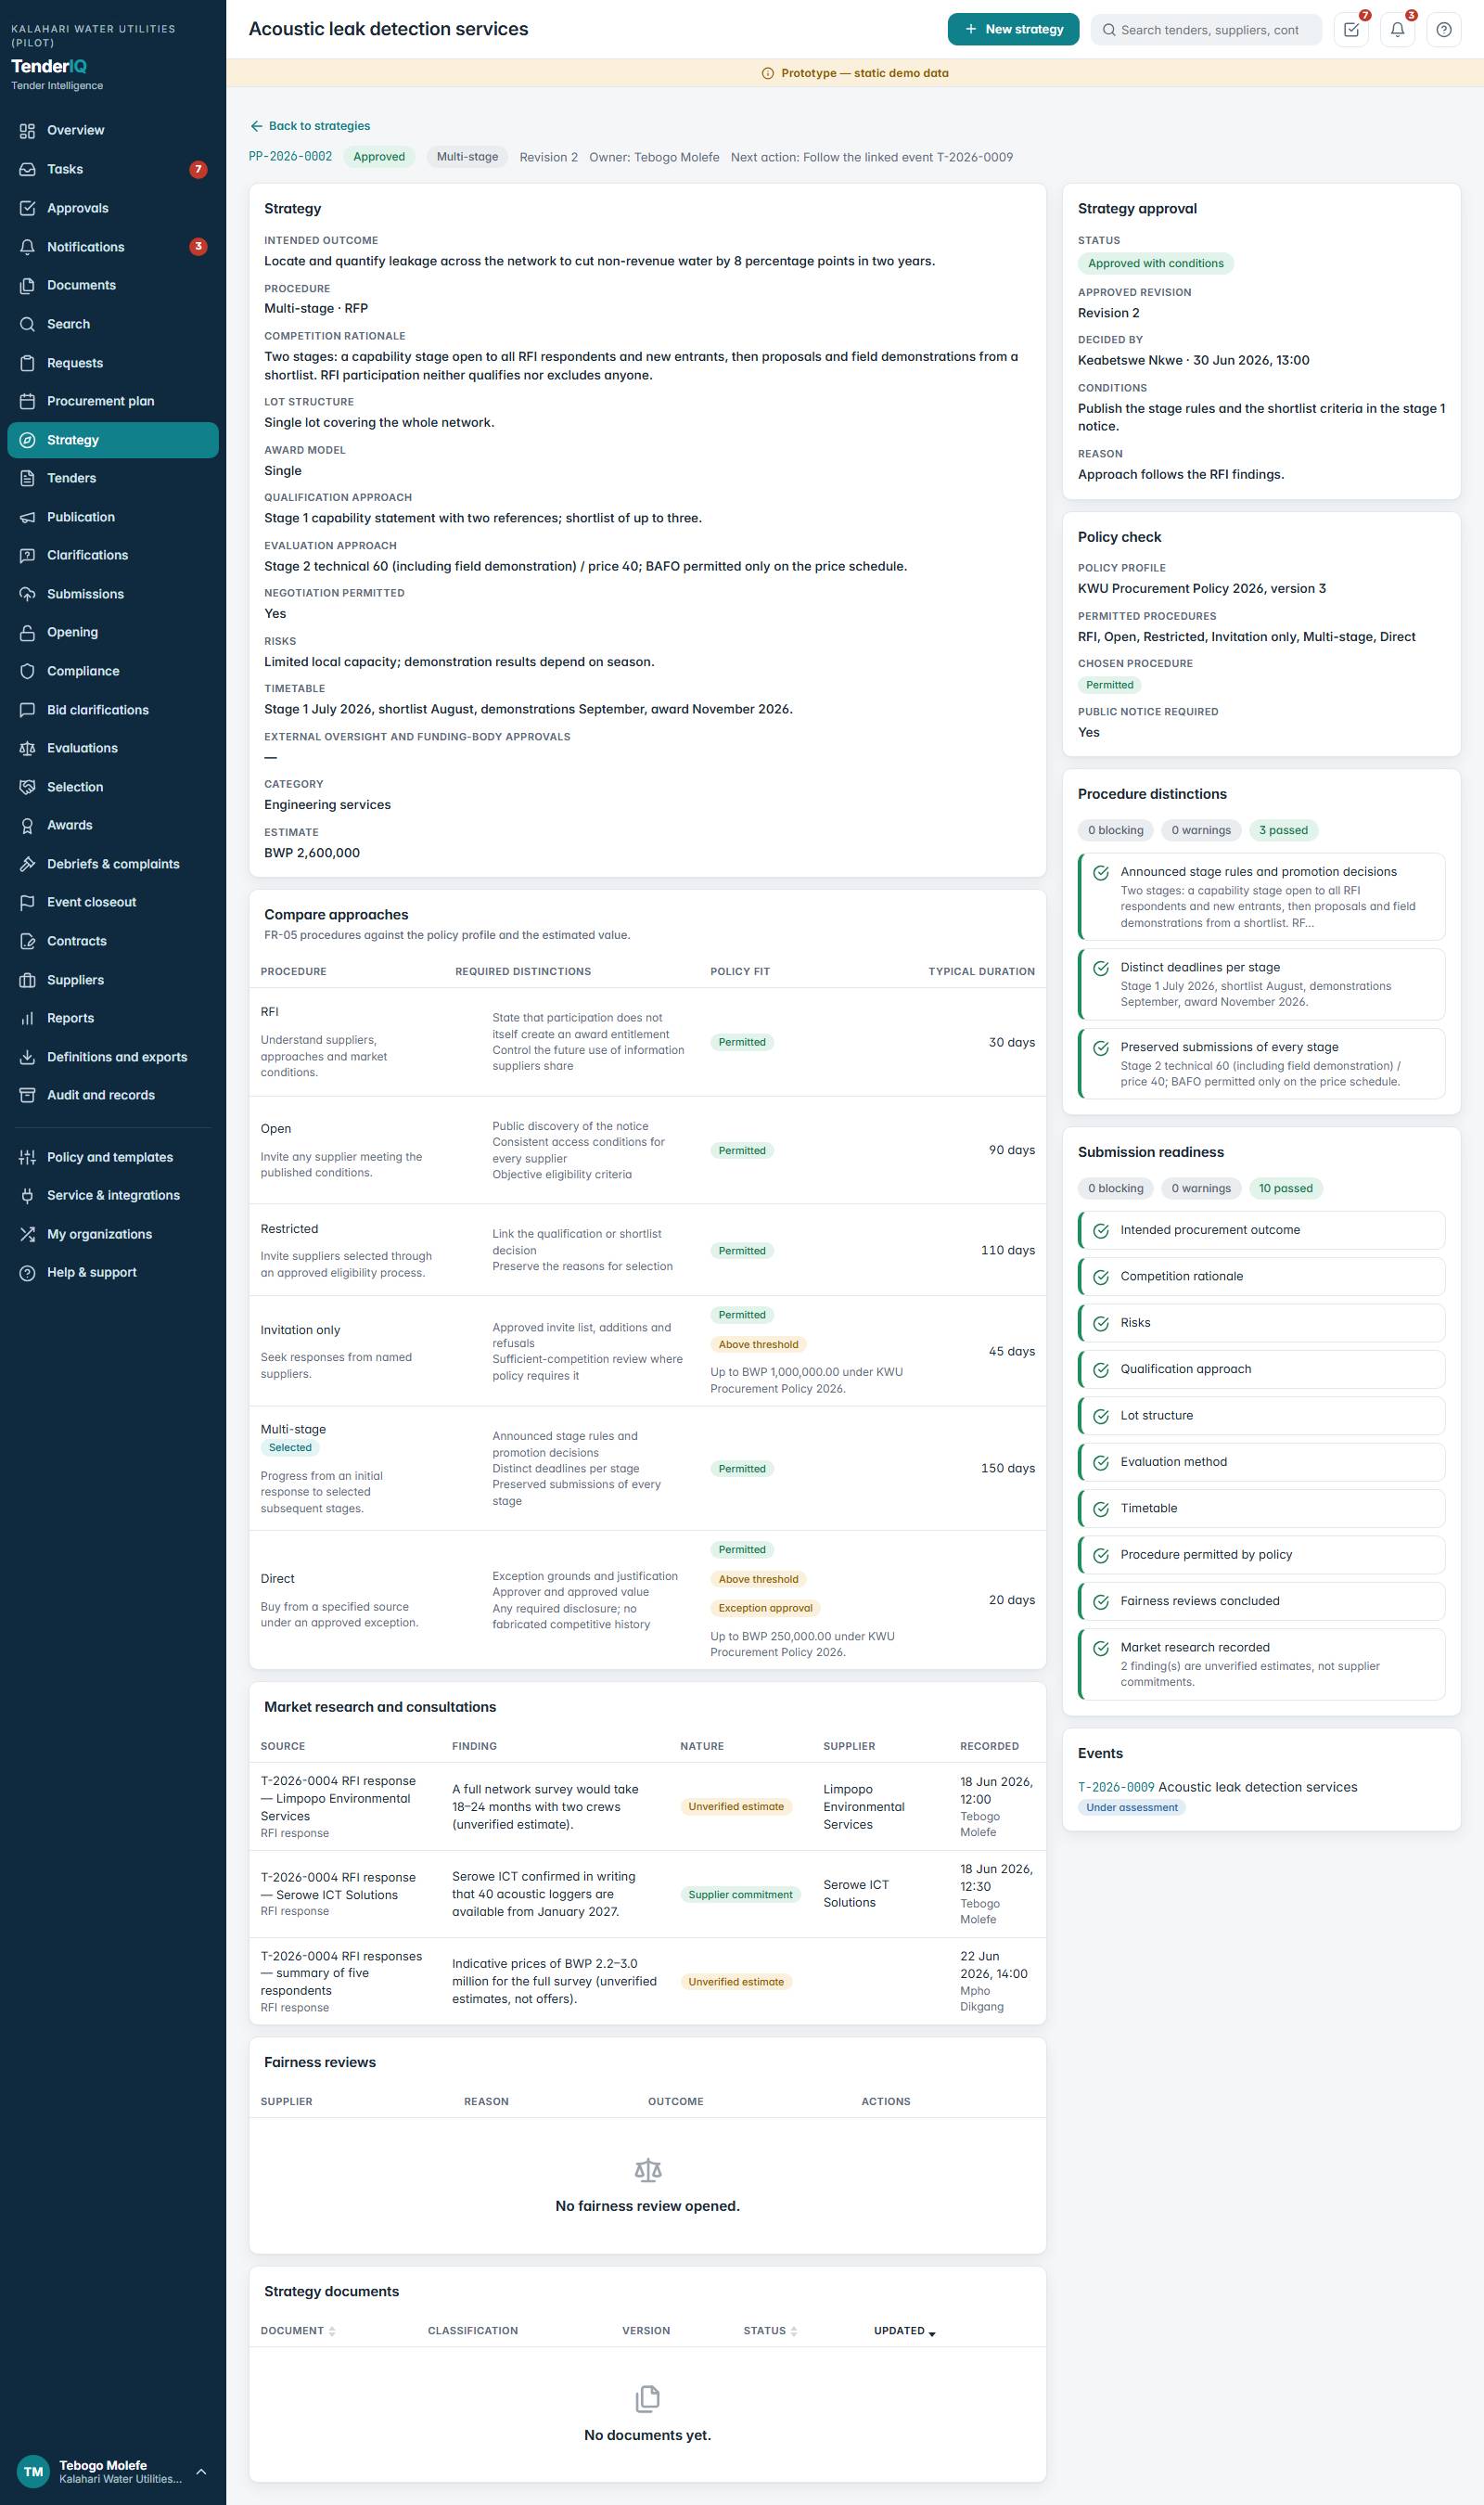 KALAHARI WATER UTILITIES
(PILOT)
TenderIQ
Tender Intelligence
Overview
Tasks 7
Approvals
Notifications 3
Documents
Search
Requests
Procurement plan
Strategy
Tenders
Publication
Clarifications
Submissions
Opening
Compliance
Bid clarifications
Evaluations
Selection
Awards
Debriefs & complaints
Event closeout
Contracts
Suppliers
Reports
Definitions and exports
Audit and records
Policy and templates
Service & integrations
My organizations
Help & support
TM
Tebogo Molefe
Kalahari Water Utilities...
Acoustic leak detection services
New strategy
Search tenders, suppliers, cont
7
3
Prototype — static demo data
Back to strategies
PP-2026-0002 Approved Multi-stage Revision 2 Owner: Tebogo Molefe Next action: Follow the linked event T-2026-0009
Strategy
INTENDED OUTCOME
Locate and quantify leakage across the network to cut non-revenue water by 8 percentage points in two years.
PROCEDURE
Multi-stage · RFP
COMPETITION RATIONALE
Two stages: a capability stage open to all RFI respondents and new entrants, then proposals and field demonstrations from a
shortlist. RFI participation neither qualifies nor excludes anyone.
LOT STRUCTURE
Single lot covering the whole network.
AWARD MODEL
Single
QUALIFICATION APPROACH
Stage 1 capability statement with two references; shortlist of up to three.
EVALUATION APPROACH
Stage 2 technical 60 (including field demonstration) / price 40; BAFO permitted only on the price schedule.
NEGOTIATION PERMITTED
Yes
RISKS
Limited local capacity; demonstration results depend on season.
TIMETABLE
Stage 1 July 2026, shortlist August, demonstrations September, award November 2026.
EXTERNAL OVERSIGHT AND FUNDING-BODY APPROVALS
—
CATEGORY
Engineering services
ESTIMATE
BWP 2,600,000
Compare approaches
FR-05 procedures against the policy profile and the estimated value.
PROCEDURE REQUIRED DISTINCTIONS POLICY FIT TYPICAL DURATION
RFI
Understand suppliers,
approaches and market
conditions.
State that participation does not
itself create an award entitlement
Control the future use of information
suppliers share
Permitted
30 days
Open
Invite any supplier meeting the
published conditions.
Public discovery of the notice
Consistent access conditions for
every supplier
Objective eligibility criteria
Permitted
90 days
Restricted
Invite suppliers selected through
an approved eligibility process.
Link the qualification or shortlist
decision
Preserve the reasons for selection
Permitted
110 days
Invitation only
Seek responses from named
suppliers.
Approved invite list, additions and
refusals
Sufficient-competition review where
policy requires it
Permitted
Above threshold
Up to BWP 1,000,000.00 under KWU
Procurement Policy 2026.
45 days
Multi-stage
Selected
Progress from an initial
response to selected
subsequent stages.
Announced stage rules and
promotion decisions
Distinct deadlines per stage
Preserved submissions of every
stage
Permitted
150 days
Direct
Buy from a specified source
under an approved exception.
Exception grounds and justification
Approver and approved value
Any required disclosure; no
fabricated competitive history
Permitted
Above threshold
Exception approval
Up to BWP 250,000.00 under KWU
Procurement Policy 2026.
20 days
Market research and consultations
SOURCE FINDING NATURE SUPPLIER RECORDED
T-2026-0004 RFI response
— Limpopo Environmental
Services
RFI response
A full network survey would take
18–24 months with two crews
(unverified estimate).
Unverified estimate
Limpopo
Environmental
Services
18 Jun 2026,
12:00
Tebogo
Molefe
T-2026-0004 RFI response
— Serowe ICT Solutions
RFI response
Serowe ICT confirmed in writing
that 40 acoustic loggers are
available from January 2027.
Supplier commitment
Serowe ICT
Solutions
18 Jun 2026,
12:30
Tebogo
Molefe
T-2026-0004 RFI responses
— summary of five
respondents
RFI response
Indicative prices of BWP 2.2–3.0
million for the full survey (unverified
estimates, not offers).
Unverified estimate
22 Jun
2026, 14:00
Mpho
Dikgang
Fairness reviews
SUPPLIER REASON OUTCOME ACTIONS
No fairness review opened.
Strategy documents
DOCUMENT CLASSIFICATION VERSION STATUS UPDATED
No documents yet.
Strategy approval
STATUS
Approved with conditions
APPROVED REVISION
Revision 2
DECIDED BY
Keabetswe Nkwe · 30 Jun 2026, 13:00
CONDITIONS
Publish the stage rules and the shortlist criteria in the stage 1
notice.
REASON
Approach follows the RFI findings.
Policy check
POLICY PROFILE
KWU Procurement Policy 2026, version 3
PERMITTED PROCEDURES
RFI, Open, Restricted, Invitation only, Multi-stage, Direct
CHOSEN PROCEDURE
Permitted
PUBLIC NOTICE REQUIRED
Yes
Procedure distinctions
0 blocking 0 warnings 3 passed
Announced stage rules and promotion decisions
Two stages: a capability stage open to all RFI
respondents and new entrants, then proposals and field
demonstrations from a shortlist. RF...
Distinct deadlines per stage
Stage 1 July 2026, shortlist August, demonstrations
September, award November 2026.
Preserved submissions of every stage
Stage 2 technical 60 (including field demonstration) /
price 40; BAFO permitted only on the price schedule.
Submission readiness
0 blocking 0 warnings 10 passed
Intended procurement outcome
Competition rationale
Risks
Qualification approach
Lot structure
Evaluation method
Timetable
Procedure permitted by policy
Fairness reviews concluded
Market research recorded
2 finding(s) are unverified estimates, not supplier
commitments.
Events
T-2026-0009 Acoustic leak detection services
Under assessment